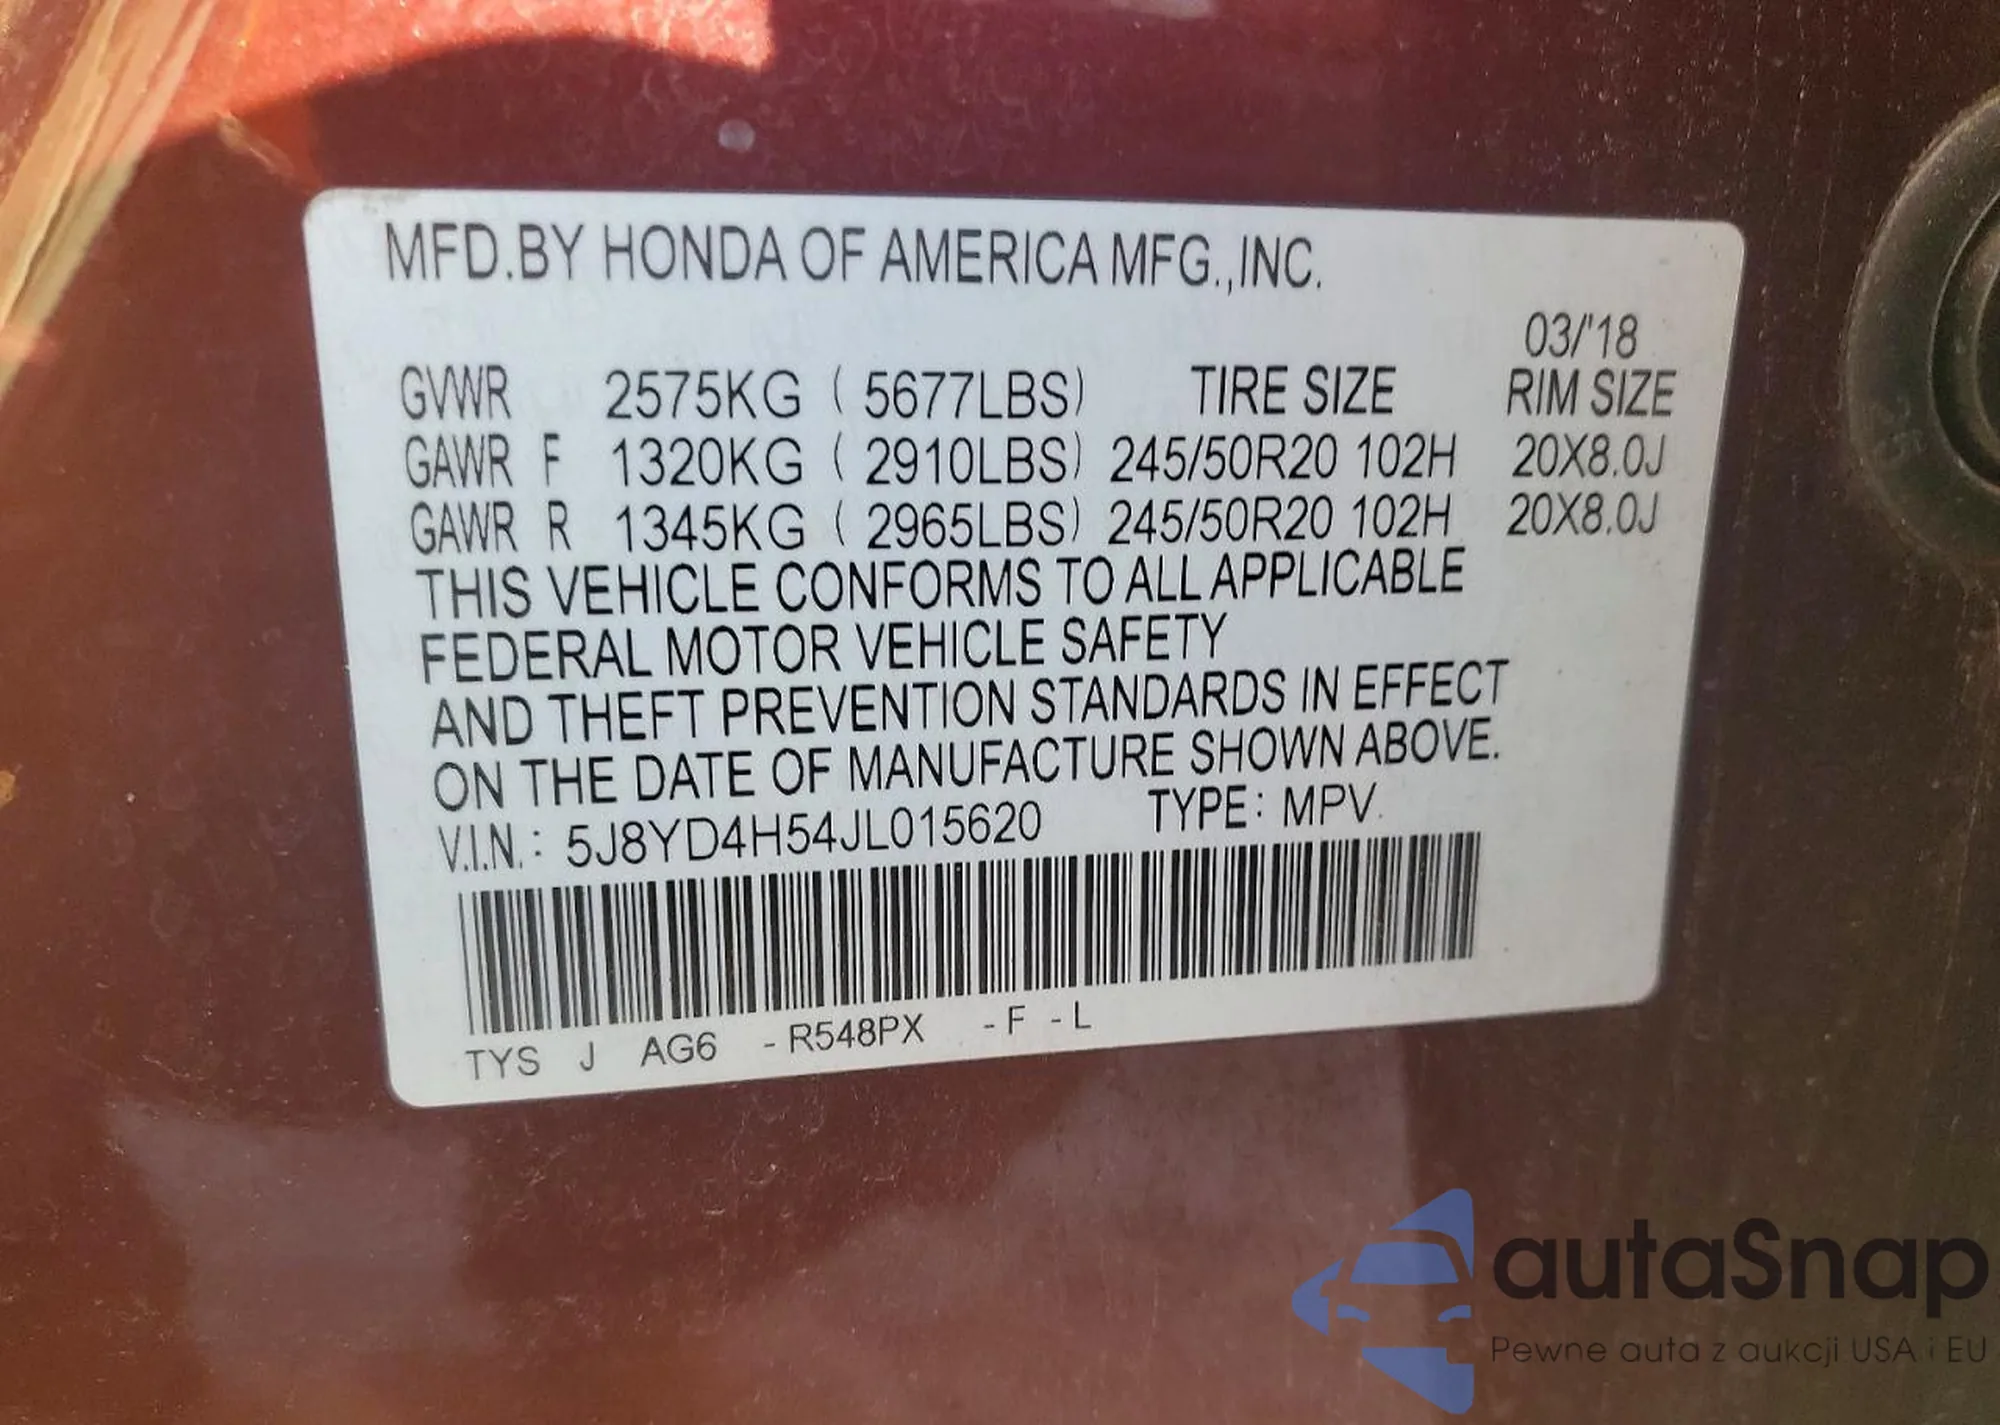 MFD.BY HONDA OF AMERICA MFG.,INC.
03/'18
GVWR 2575KG ( 5677LBS) TIRE SIZE RIM SIZE
GAWR F 1320KG ( 2910LBS) 245/50R20 102H 20X8.0J
GAWR R 1345KG ( 2965LBS) 245/50R20 102H 20X8.0J
THIS VEHICLE CONFORMS TO ALL APPLICABLE
FEDERAL MOTOR VEHICLE SAFETY
AND THEFT PREVENTION STANDARDS IN EFFECT
ON THE DATE OF MANUFACTURE SHOWN ABOVE.
V.I.N.: 5J8YD4H54JL015620 TYPE: MPV
TYS J AG6 -R548PX -F -L
autaSnap
Pewne auta z aukcji USA i EU